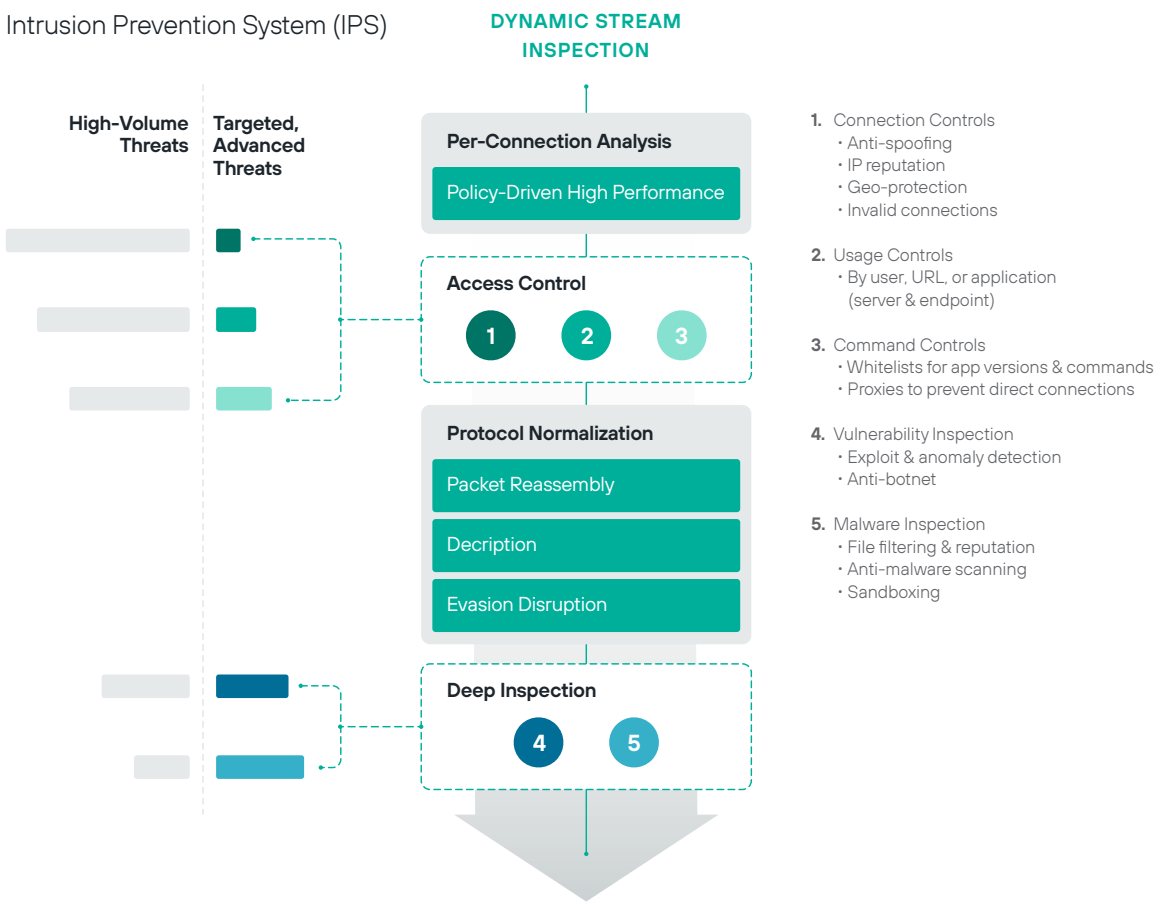 Intrusion Prevention System (IPS)
DYNAMIC STREAM
INSPECTION
High-Volume
Threats
Targeted,
Advanced
Threats
Per-Connection Analysis
Policy-Driven High Performance
Access Control
1
2
3
Protocol Normalization
Packet Reassembly
Decription
Evasion Disruption
Deep Inspection
4
5
1. Connection Controls
· Anti-spoofing
· IP reputation
· Geo-protection
· Invalid connections
2. Usage Controls
· By user, URL, or application
(server & endpoint)
3. Command Controls
· Whitelists for app versions & commands
· Proxies to prevent direct connections
4. Vulnerability Inspection
· Exploit & anomaly detection
· Anti-botnet
5. Malware Inspection
· File filtering & reputation
· Anti-malware scanning
· Sandboxing